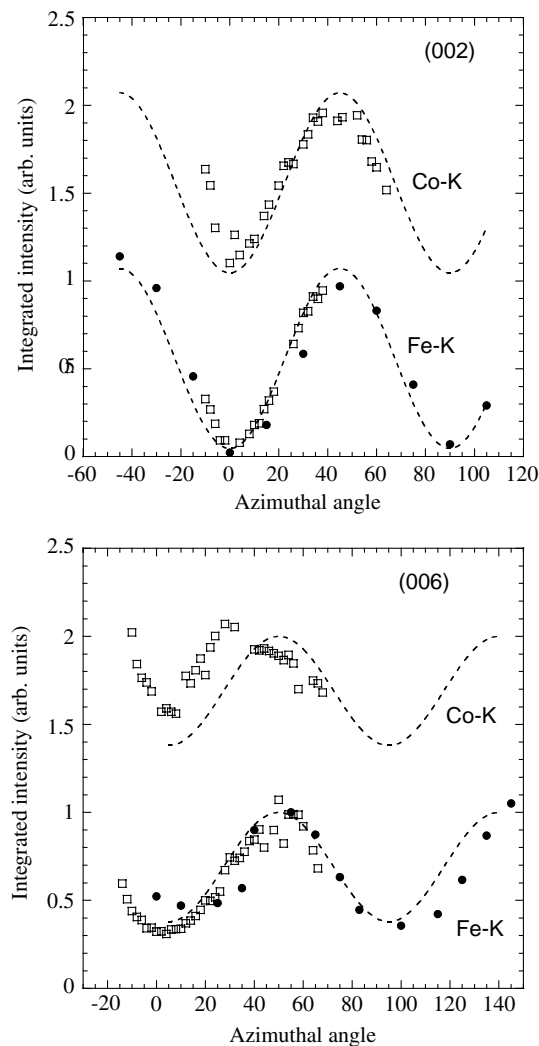 2.5
(002)
2
Co-K
1.5
Integrated intensity (arb. units)
1
Fe-K
0.5
0
-60 -40 -20 0 20 40 60 80 100 120
Azimuthal angle
2.5
(006)
2
Co-K
1.5
Integrated intensity (arb. units)
1
0.5
Fe-K
0
0 20 40 60 80 100 120 140
Azimuthal angle